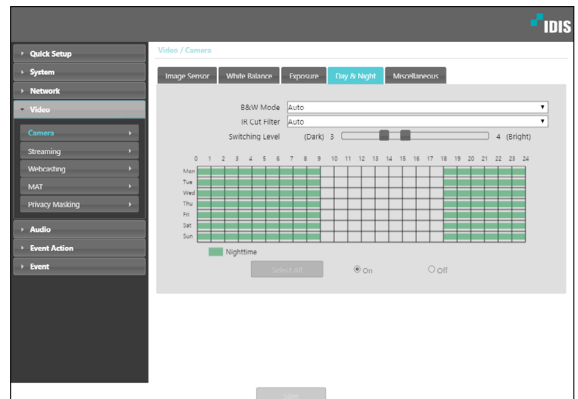 IDIS
Quick Setup
System
Network
Video
Camera
Streaming
Webcasting
MAT
Privacy Masking
Audio
Event Action
Event
Video / Camera
Image Sensor White Balance Exposure Day & Night Miscellaneous
B&W Mode Auto
IR Cut Filter Auto
Switching Level (Dark) 3 4 (Bright)
0 1 2 3 4 5 6 7 8 9 10 11 12 13 14 15 16 17 18 19 20 21 22 23 24
Mon
Tue
Wed
Thu
Fri
Sat
Sun
Nighttime
Select All On Off
Save